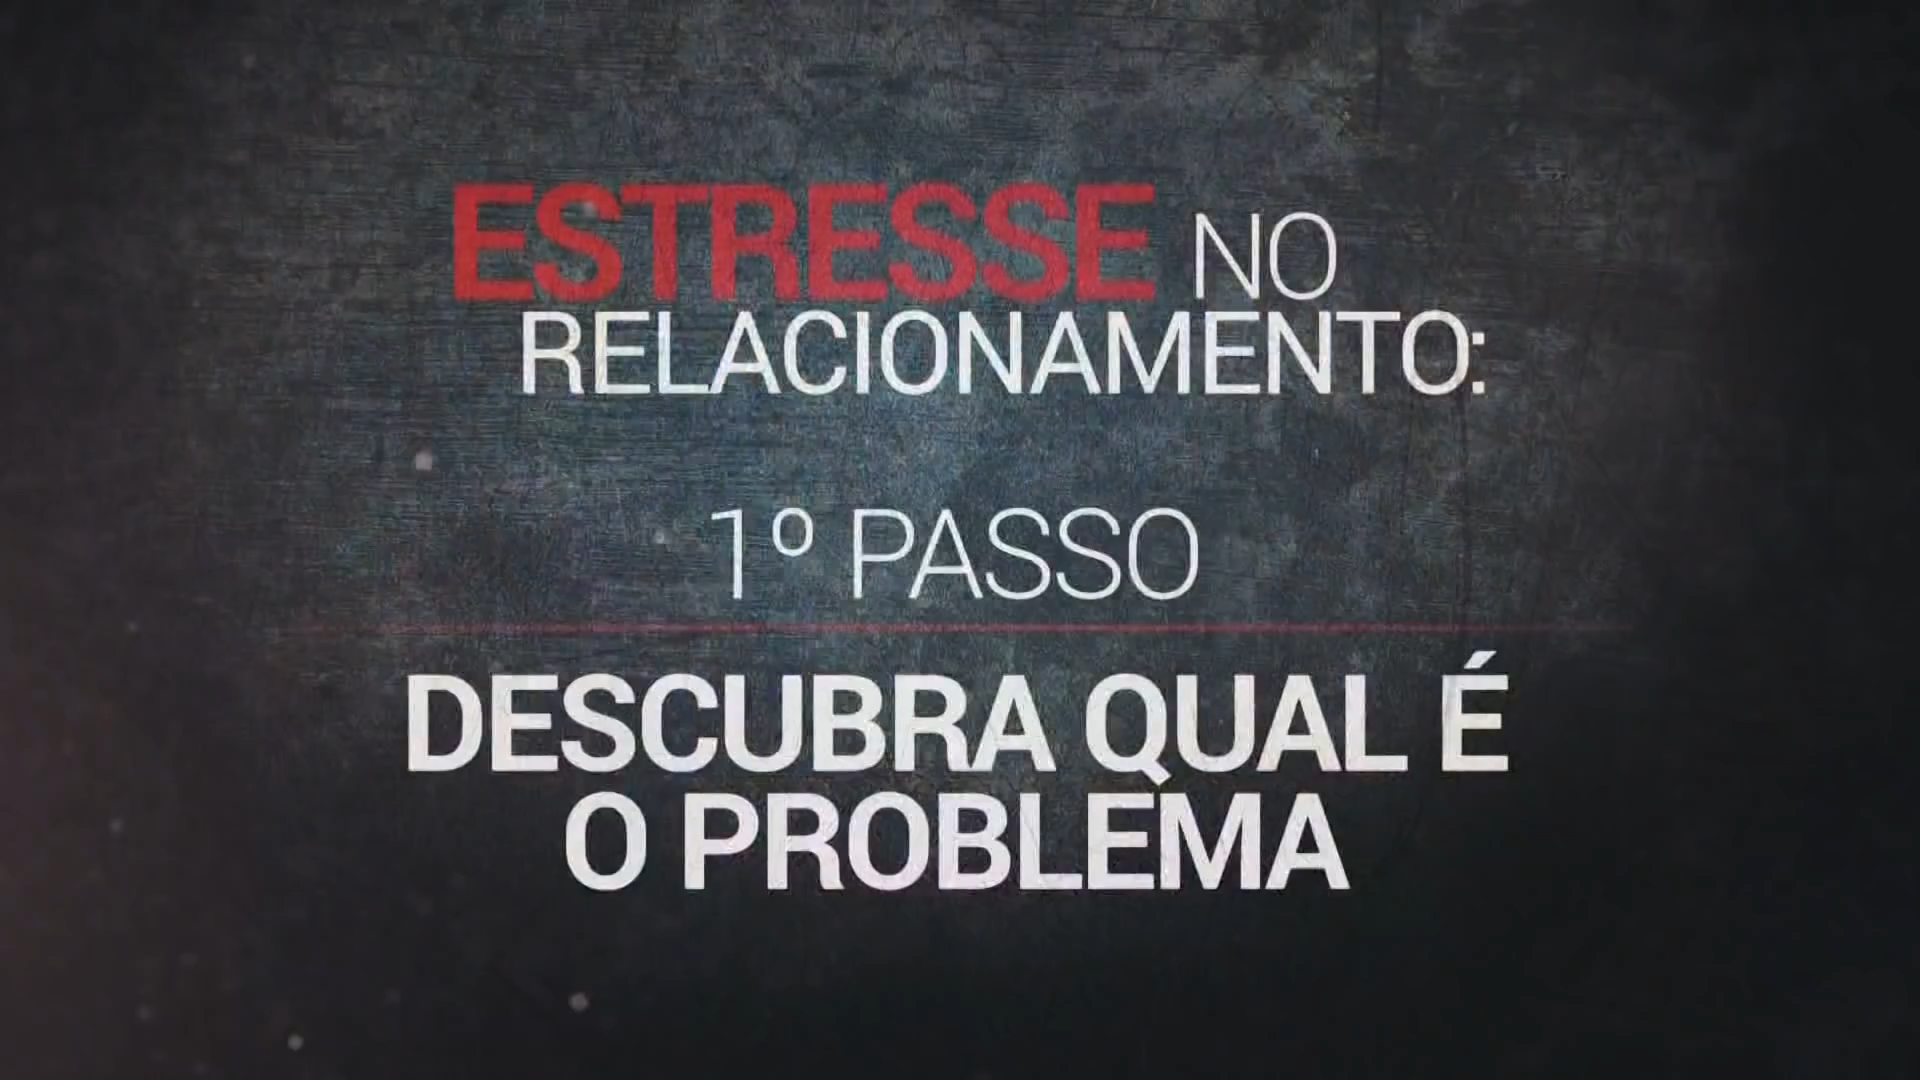 ESTRESSE NO
RELACIONAMENTO:
1º PASSO
DESCUBRA QUAL É
O PROBLEMA